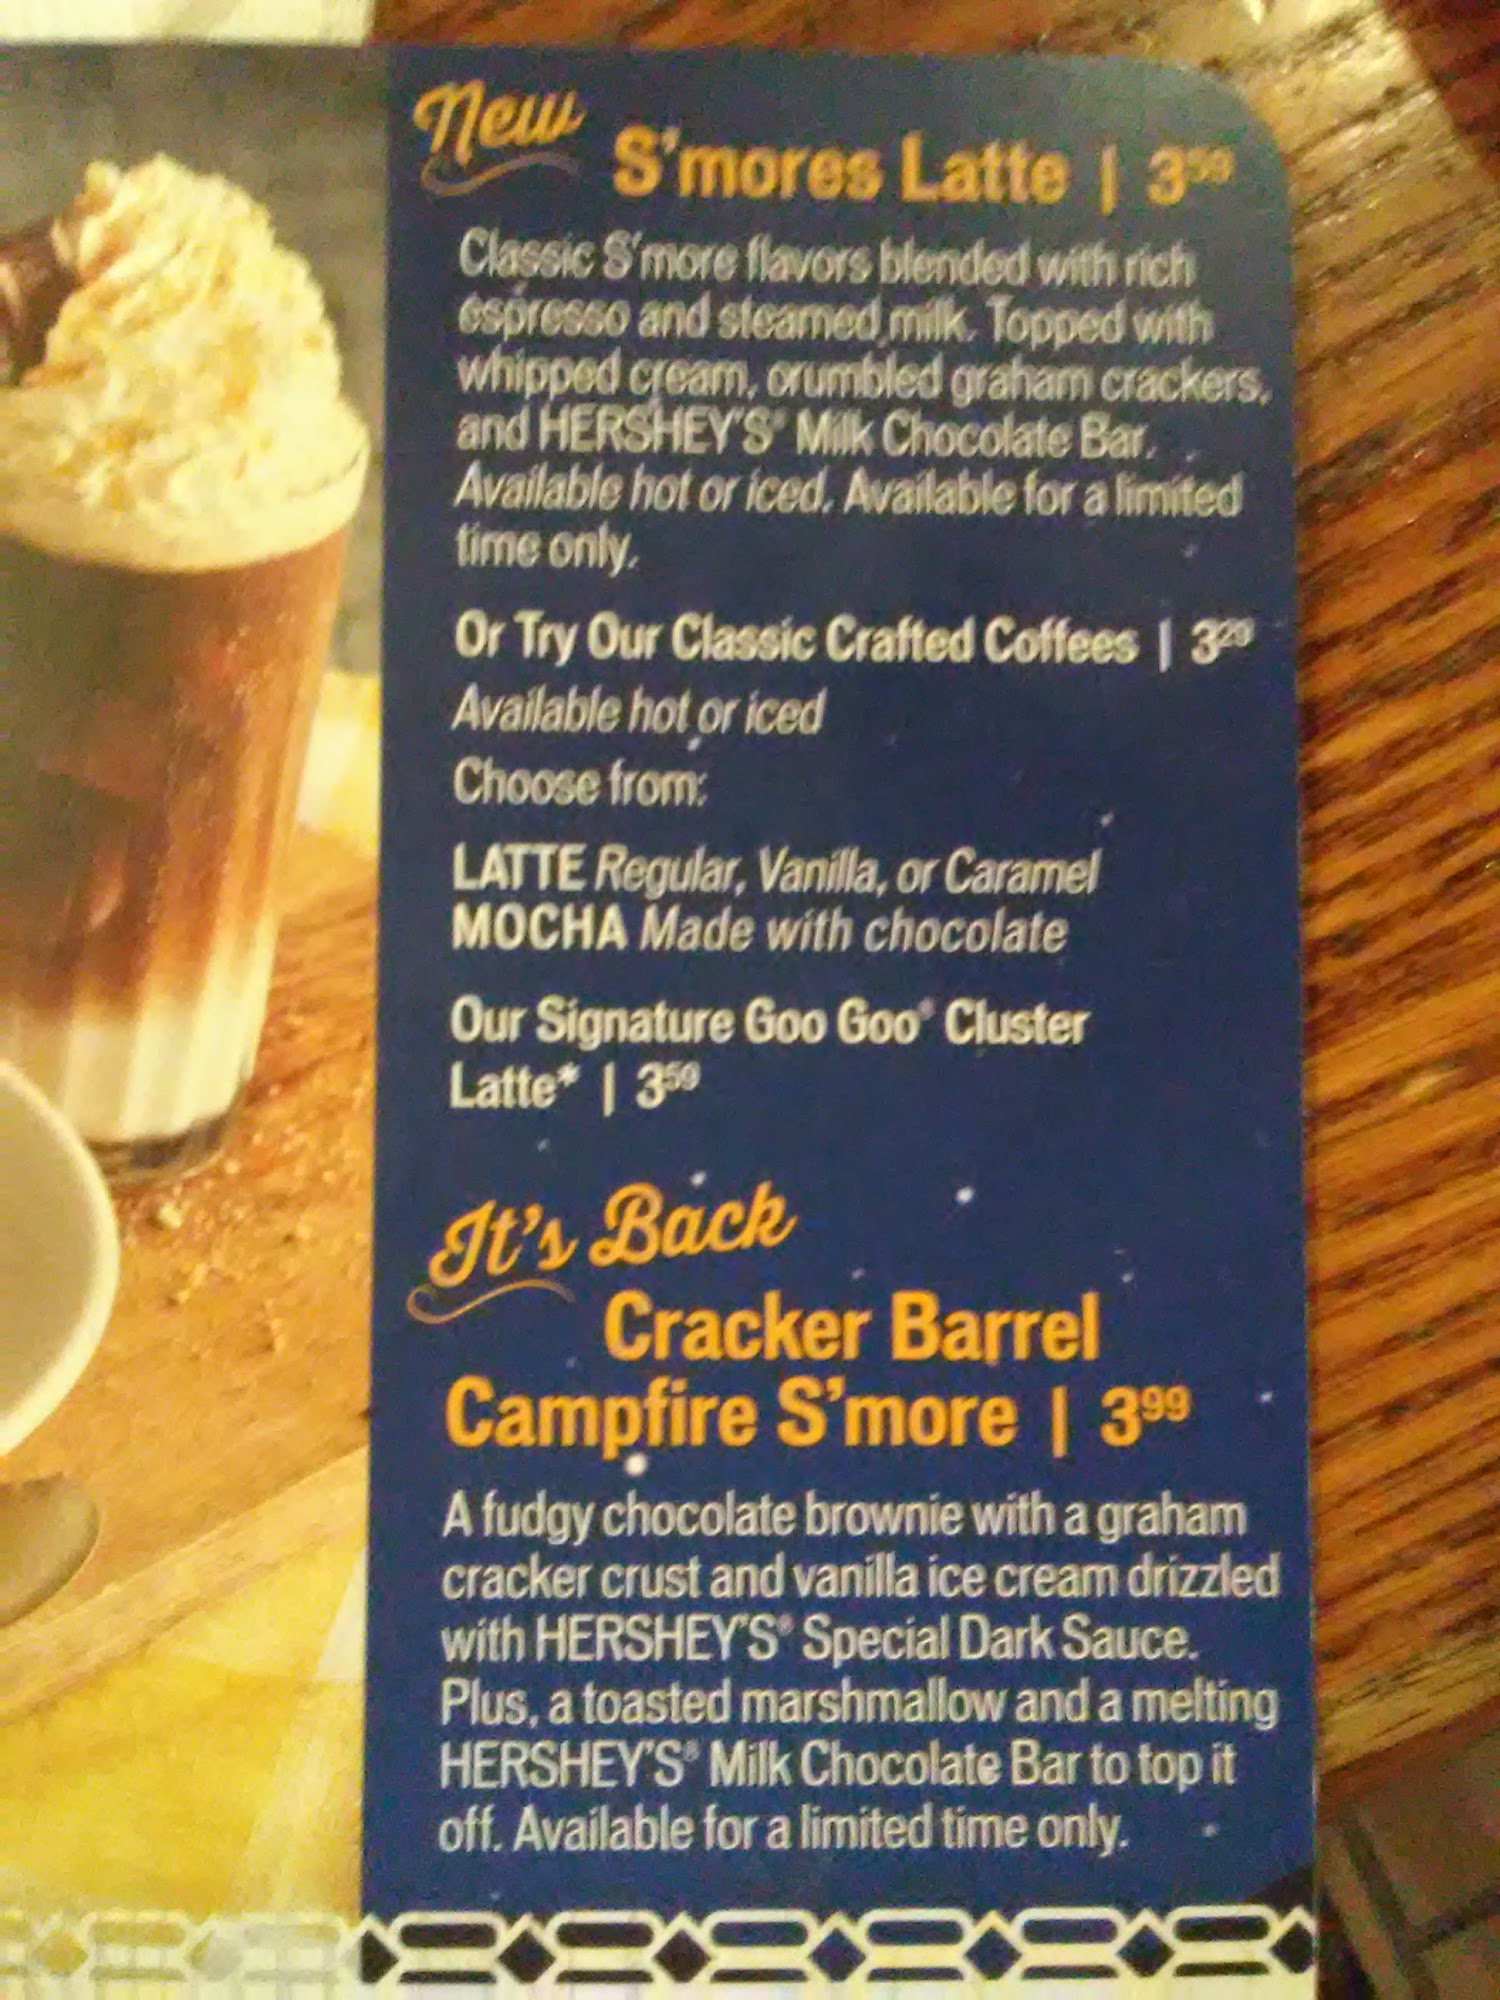 New
S'mores Latte | 3⁵⁹
Classic S'more flavors blended with rich
espresso and steamed milk. Topped with
whipped cream, crumbled graham crackers,
and HERSHEY'S® Milk Chocolate Bar.
Available hot or iced. Available for a limited
time only.
Or Try Our Classic Crafted Coffees | 3²⁹
Available hot or iced
Choose from:
LATTE Regular, Vanilla, or Caramel
MOCHA Made with chocolate
Our Signature Goo Goo® Cluster
Latte* | 3⁵⁹
It's Back
Cracker Barrel
Campfire S'more | 3⁹⁹
A fudgy chocolate brownie with a graham
cracker crust and vanilla ice cream drizzled
with HERSHEY'S® Special Dark Sauce.
Plus, a toasted marshmallow and a melting
HERSHEY'S® Milk Chocolate Bar to top it
off. Available for a limited time only.